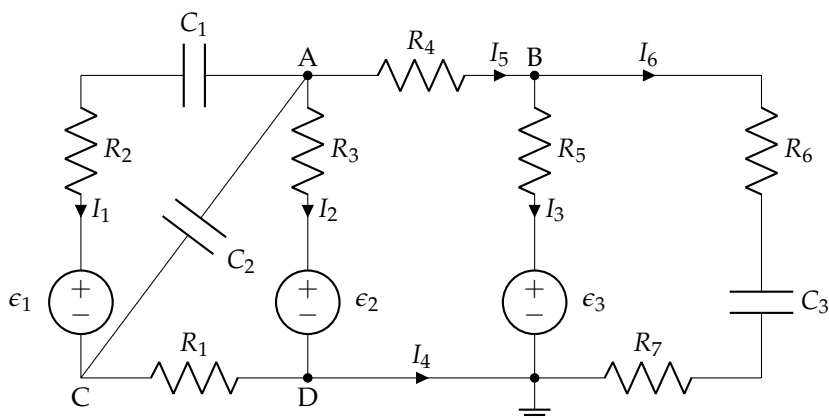 C₁
A
R₄
I₅
B
I₆
R₂
R₃
R₅
R₆
I₁
I₂
I₃
C₂
ϵ₁
+
−
ϵ₂
+
−
ϵ₃
+
−
C₃
R₁
I₄
R₇
C
D